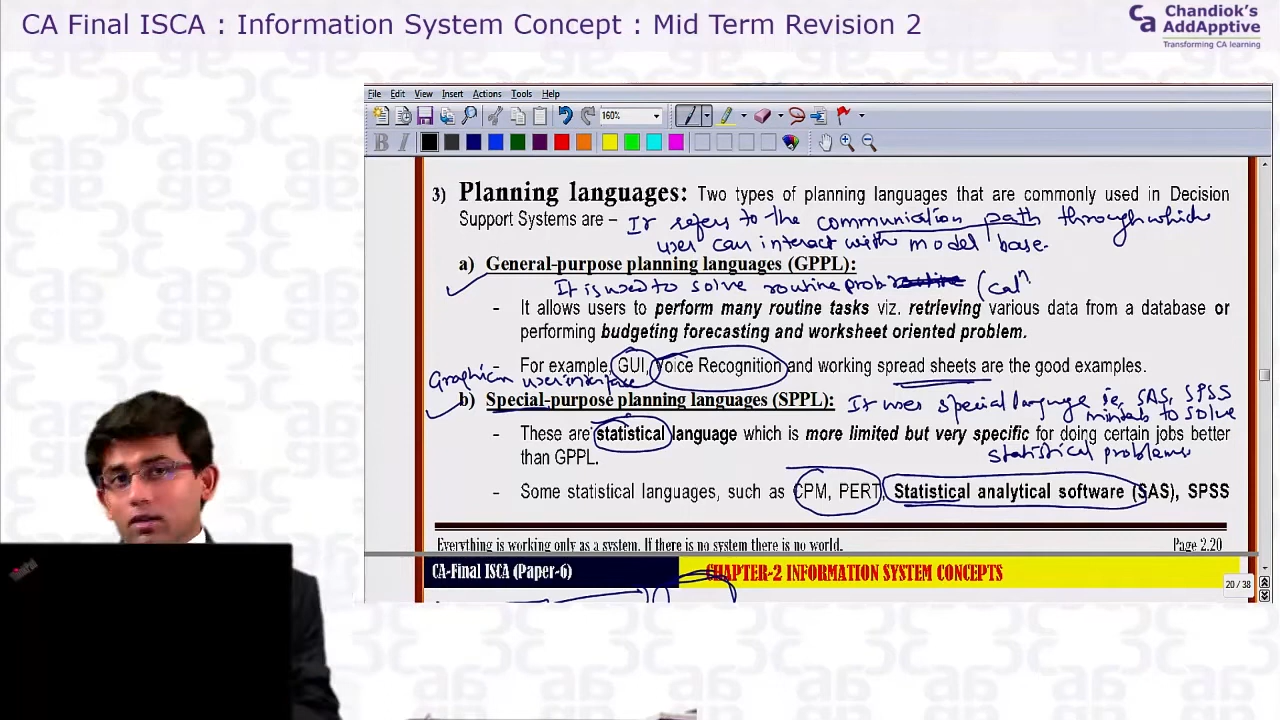 CA Final ISCA : Information System Concept : Mid Term Revision 2
Ca Chandiok's
AddApptive
Transforming CA learning
File Edit View Insert Actions Tools Help
160%
B I
3) Planning languages: Two types of planning languages that are commonly used in Decision
Support Systems are – It refers to the communication path through which
user can interact with model base.
a) General-purpose planning languages (GPPL):
It is used to solve routine prob (calⁿ
- It allows users to perform many routine tasks viz. retrieving various data from a database or
performing budgeting forecasting and worksheet oriented problem.
- For example, GUI, Voice Recognition and working spread sheets are the good examples.
user interface
b) Special-purpose planning languages (SPPL): It uses special language ie, SAS, SPSS
to solve
- These are statistical language which is more limited but very specific for doing certain jobs better
statistical problems
than GPPL.
- Some statistical languages, such as CPM, PERT, Statistical analytical software (SAS), SPSS
Everything is working only as a system. If there is no system there is no world. Page 2.20
CA-Final ISCA (Paper-6) CHAPTER-2 INFORMATION SYSTEM CONCEPTS
20 / 38